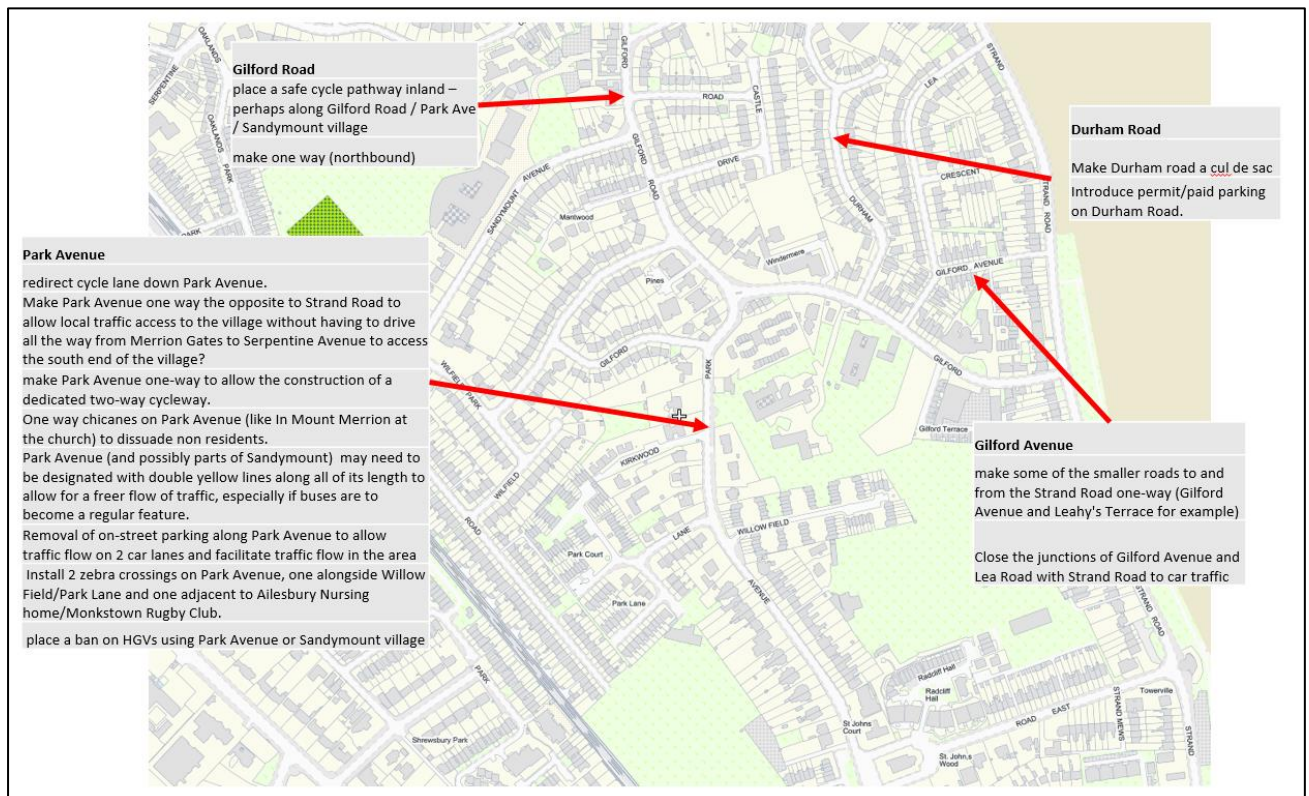 Gilford Road
place a safe cycle pathway inland –
perhaps along Gilford Road / Park Ave
/ Sandymount village
make one way (northbound)
Durham Road
Make Durham road a cul de sac
Introduce permit/paid parking
on Durham Road.
Park Avenue
redirect cycle lane down Park Avenue.
Make Park Avenue one way the opposite to Strand Road to
allow local traffic access to the village without having to drive
all the way from Merrion Gates to Serpentine Avenue to access
the south end of the village?
make Park Avenue one-way to allow the construction of a
dedicated two-way cycleway.
One way chicanes on Park Avenue (like In Mount Merrion at
the church) to dissuade non residents.
Park Avenue (and possibly parts of Sandymount) may need to
be designated with double yellow lines along all of its length to
allow for a freer flow of traffic, especially if buses are to
become a regular feature.
Removal of on-street parking along Park Avenue to allow
traffic flow on 2 car lanes and facilitate traffic flow in the area
Install 2 zebra crossings on Park Avenue, one alongside Willow
Field/Park Lane and one adjacent to Ailesbury Nursing
home/Monkstown Rugby Club.
place a ban on HGVs using Park Avenue or Sandymount village
Gilford Avenue
make some of the smaller roads to and
from the Strand Road one-way (Gilford
Avenue and Leahy's Terrace for example)
Close the junctions of Gilford Avenue and
Lea Road with Strand Road to car traffic
OAKLANDS
SERPENTINE
OAKLANDS
PARK
PARK
GILFORD
ROAD
CASTLE
GILFORD
ROAD
DRIVE
SANDYMOUNT
AVENUE
Mantwood
Windermere
Pines
DURHAM
LEA
STRAND
CRESCENT
STRAND ROAD
GILFORD AVENUE
GILFORD
GILFORD
WILFIELD
PARK
PARK
Gilford Terrace
KIRKWOOD
WILFIELD
ROAD
WILLOW FIELD
LANE
Park Court
Park Lane
AVENUE
PARK
Shrewsbury Park
STRAND ROAD
Radcliff
Hall
Radcliff
Hall
Towerville
ROAD EAST
STRAND MEWS
STRAND
St Johns
Court
St. John,s
Wood